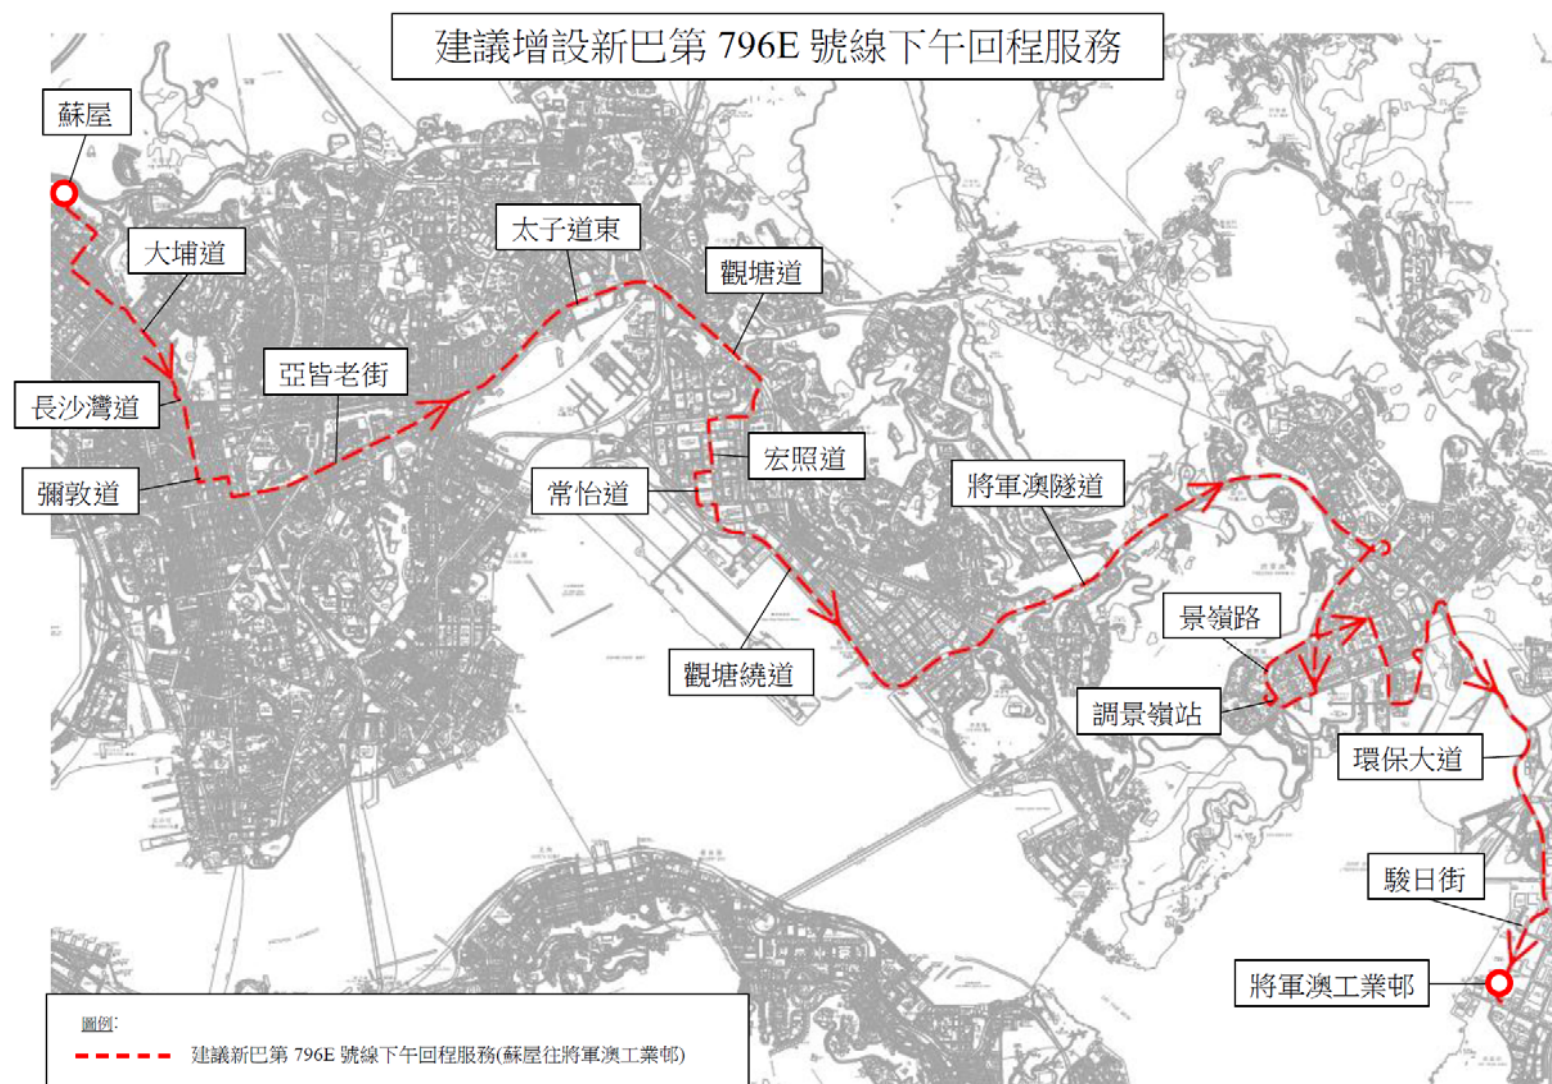 建議增設新巴第 796E 號線下午回程服務
蘇屋
大埔道
太子道東
觀塘道
亞皆老街
長沙灣道
彌敦道
宏照道
常怡道
將軍澳隧道
景嶺路
觀塘繞道
調景嶺站
環保大道
駿日街
將軍澳工業邨
圖例:
建議新巴第 796E 號線下午回程服務(蘇屋往將軍澳工業邨)